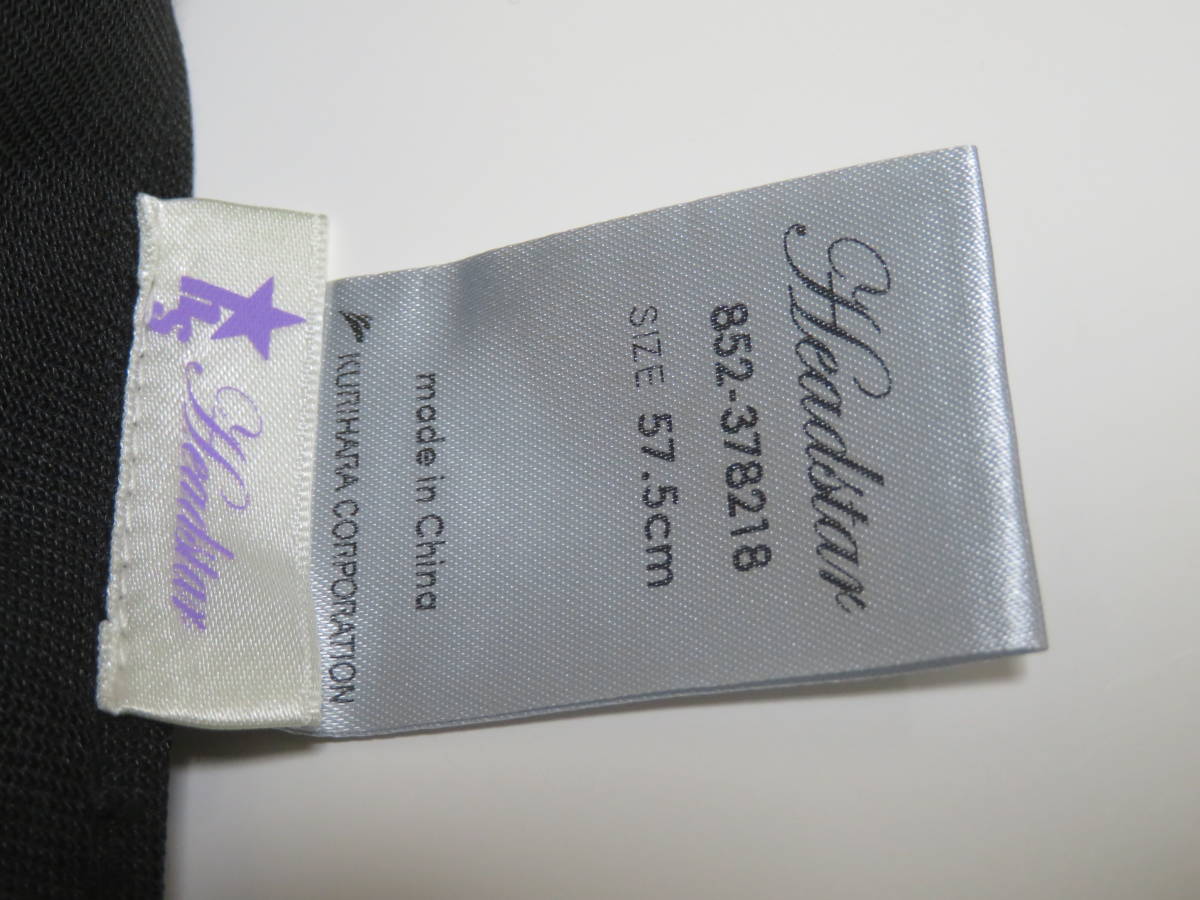 Headstar
852-378218
SIZE 57.5cm
made in China
KURIHARA CORPORATION
h.s
Headstar